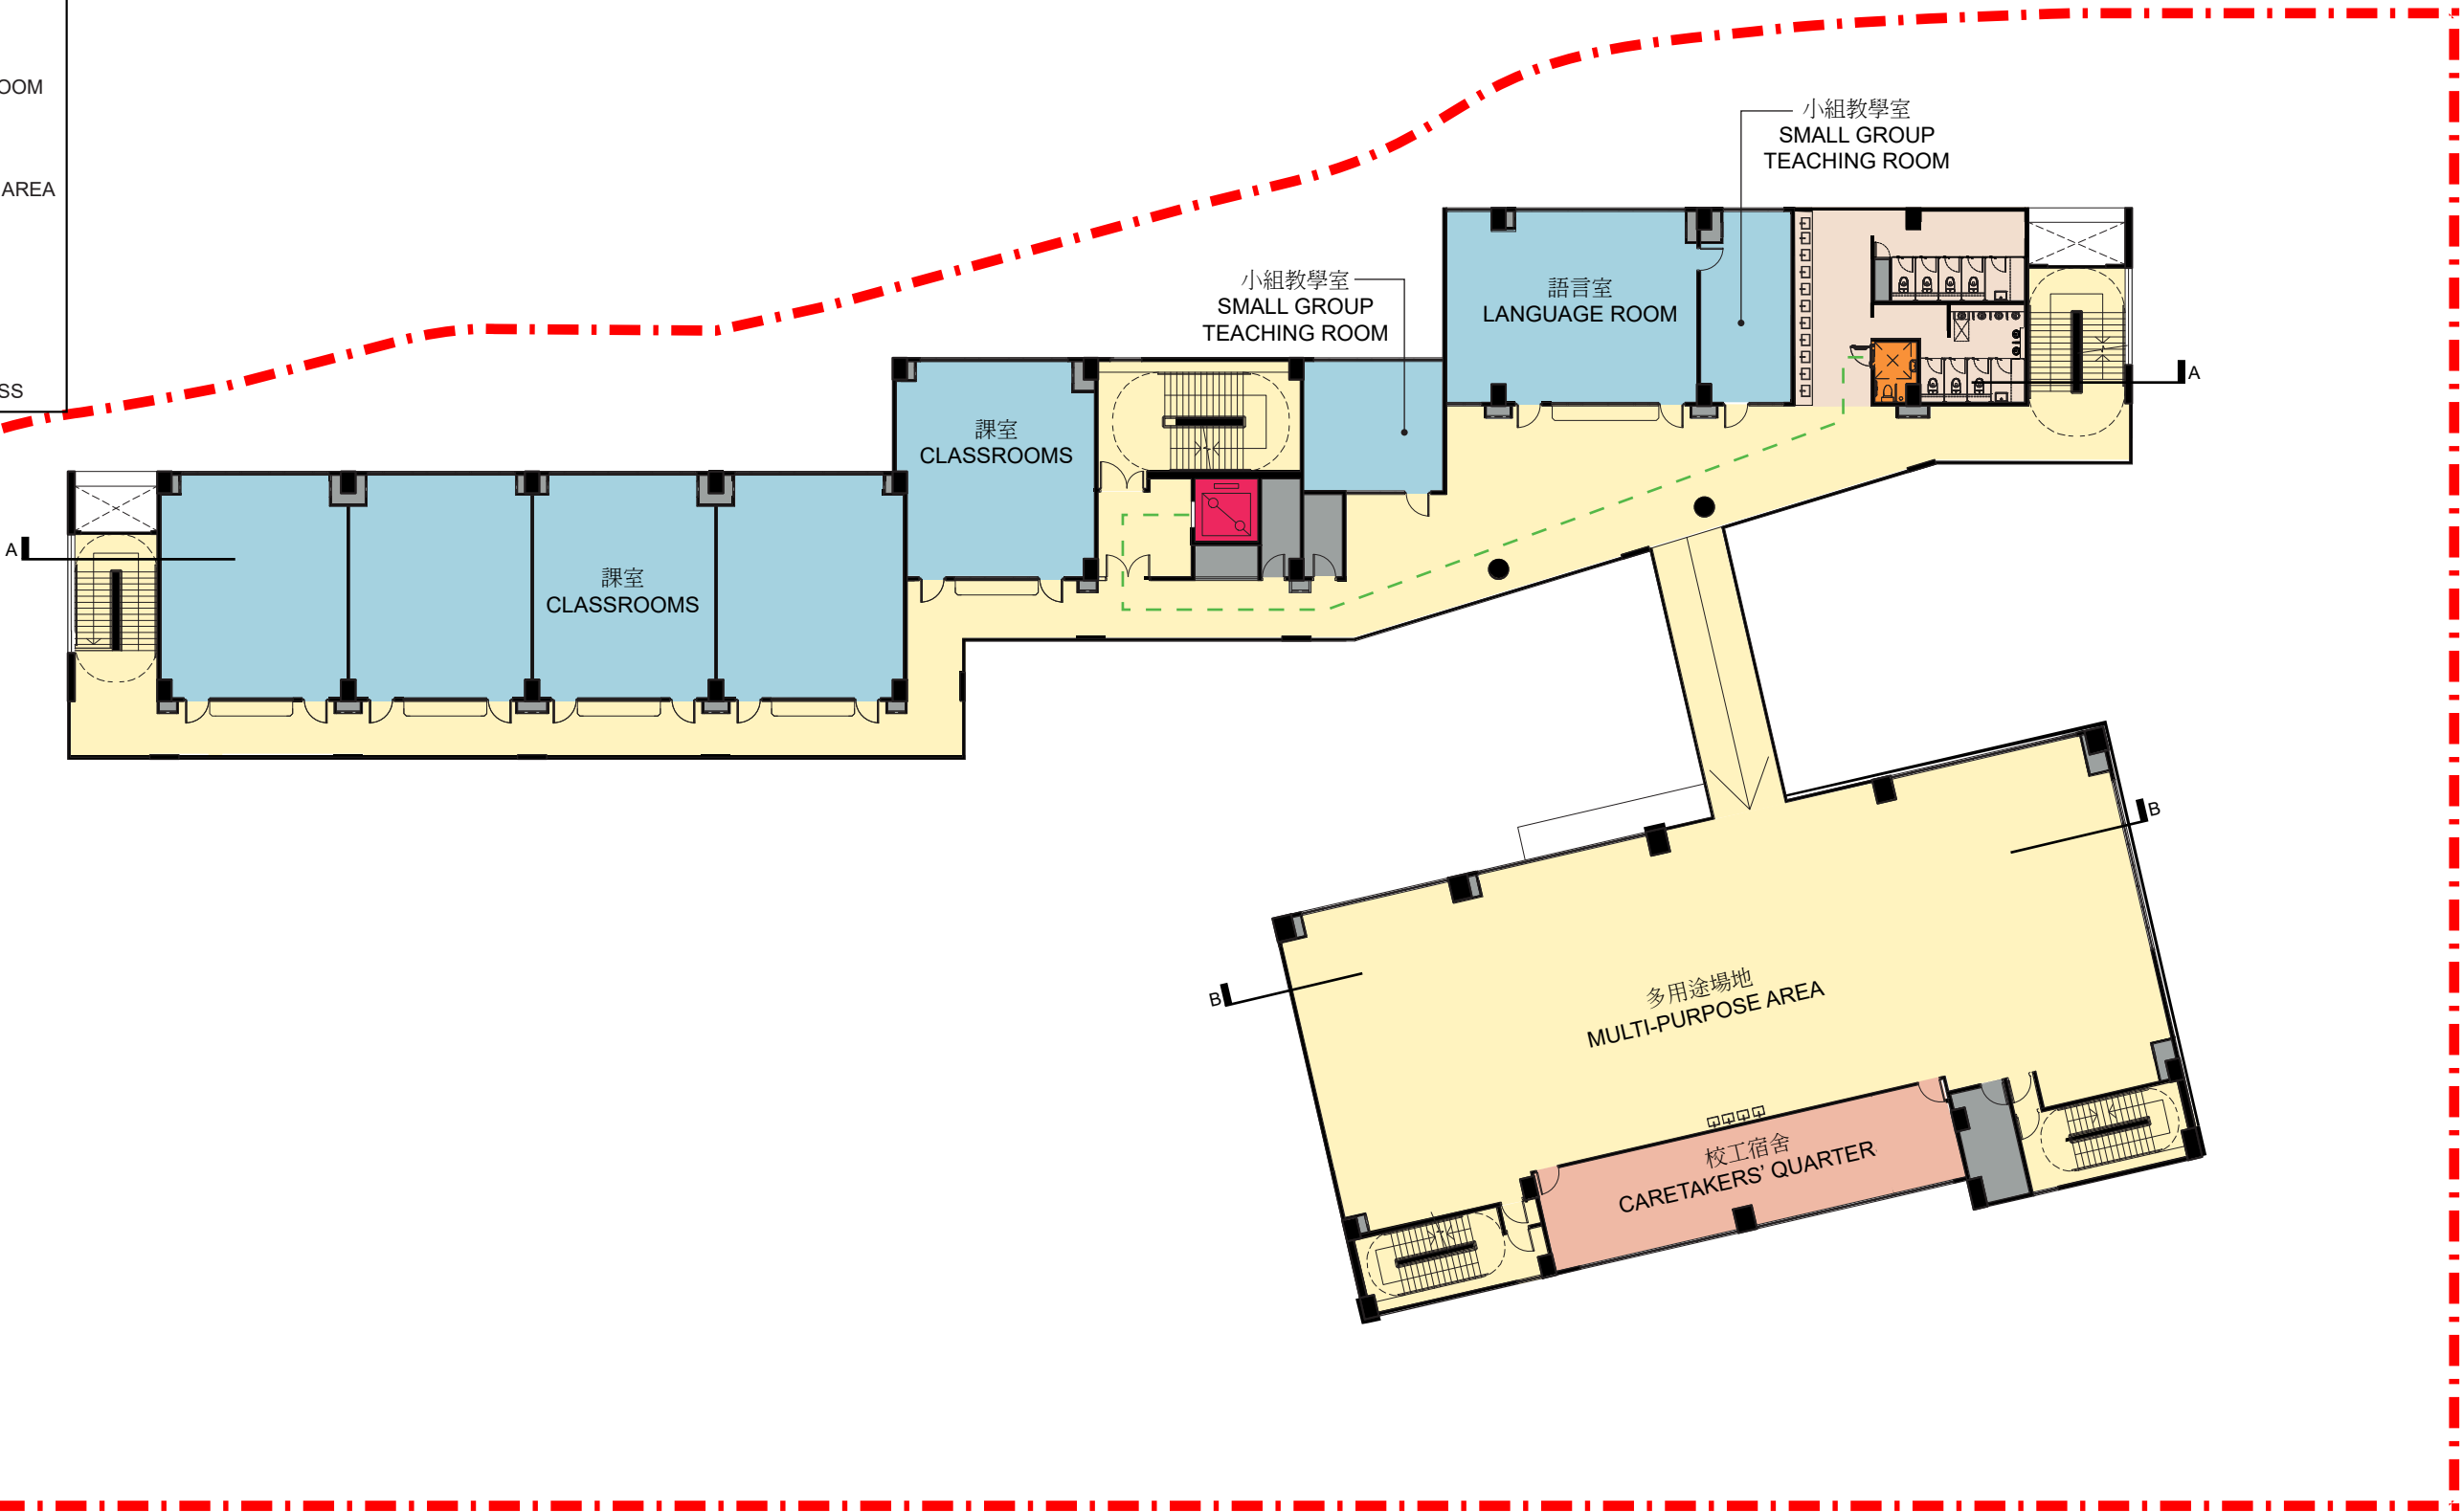 OOM
AREA
SS
小組教學室
SMALL GROUP
TEACHING ROOM
小組教學室
SMALL GROUP
TEACHING ROOM
語言室
LANGUAGE ROOM
A
課室
CLASSROOMS
A
課室
CLASSROOMS
B
B
多用途場地
MULTI-PURPOSE AREA
校工宿舍
CARETAKERS' QUARTER